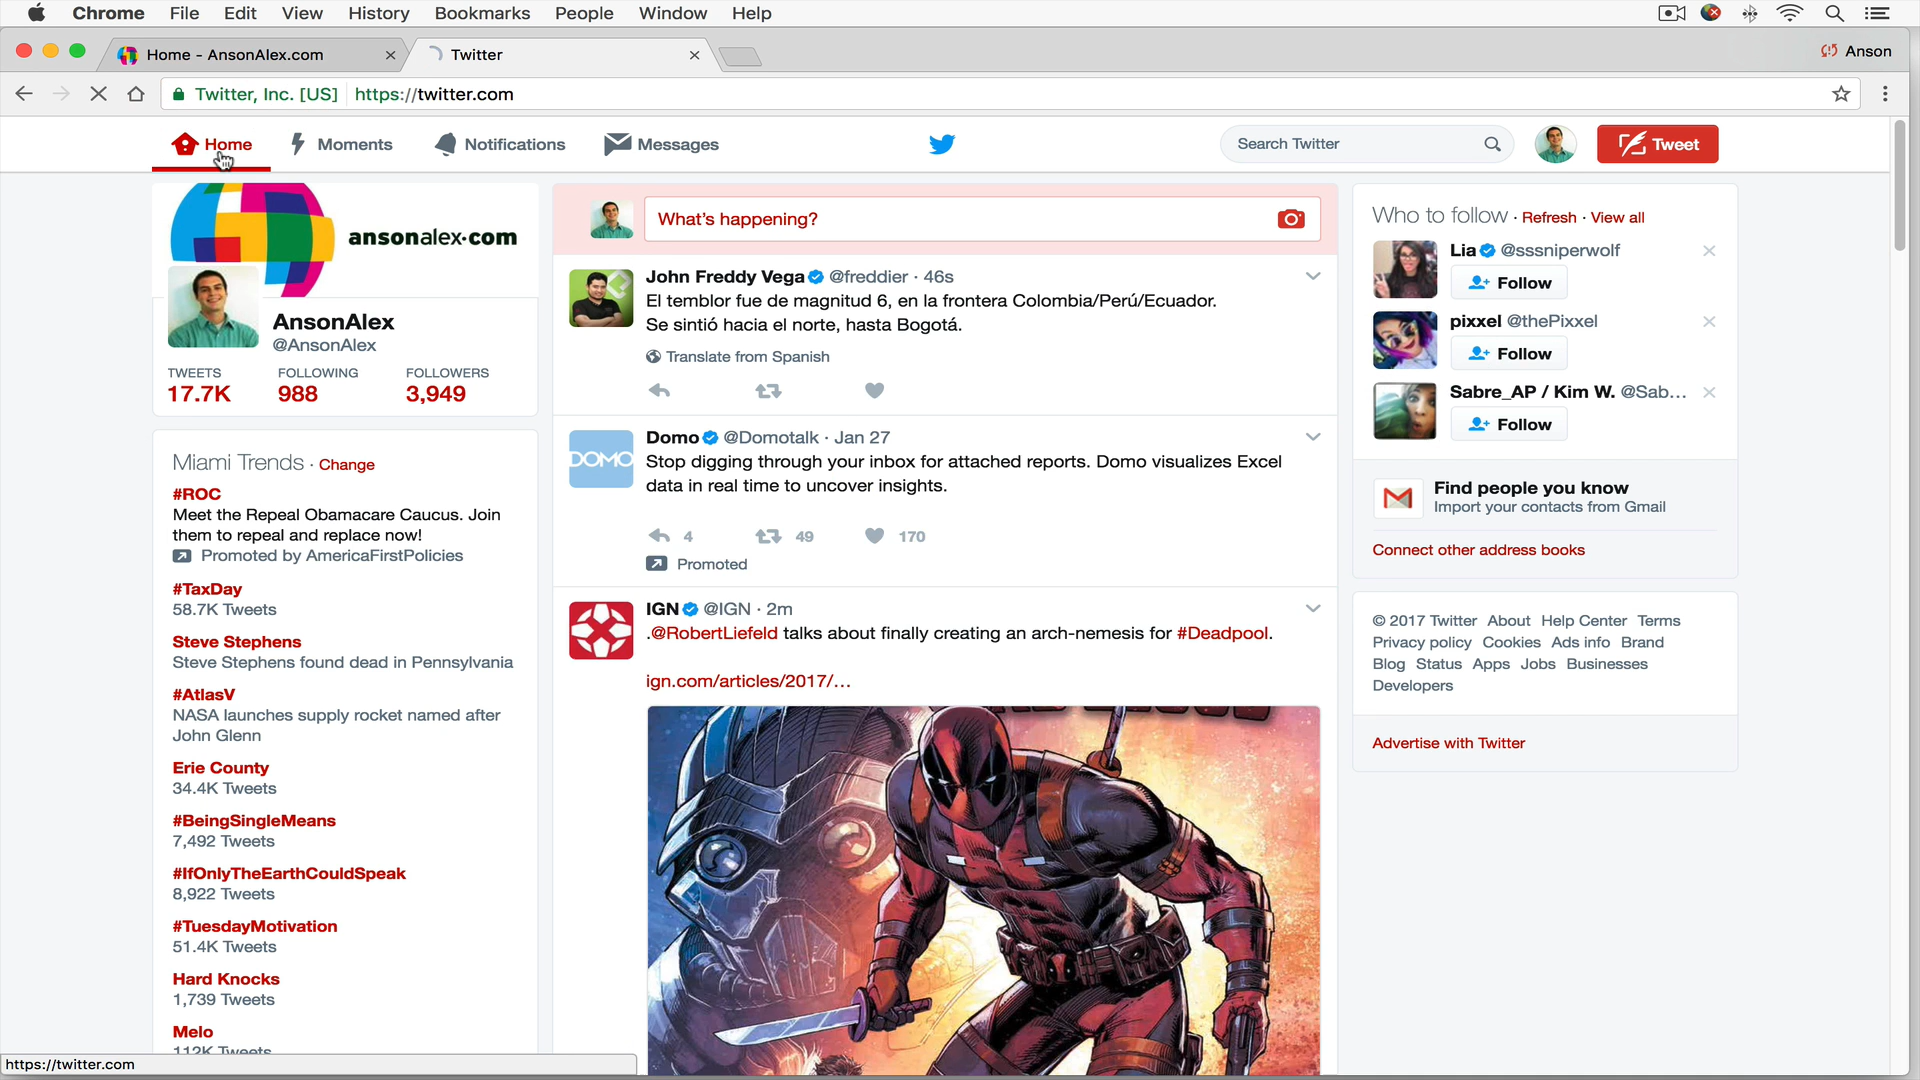 Chrome File Edit View History Bookmarks People Window Help
Home - AnsonAlex.com
Twitter
Anson
Twitter, Inc. [US] https://twitter.com
Home Moments Notifications Messages
Search Twitter
Tweet
ansonalex.com
AnsonAlex
@AnsonAlex
TWEETS FOLLOWING FOLLOWERS
17.7K 988 3,949
Miami Trends · Change
#ROC
Meet the Repeal Obamacare Caucus. Join
them to repeal and replace now!
Promoted by AmericaFirstPolicies
#TaxDay
58.7K Tweets
Steve Stephens
Steve Stephens found dead in Pennsylvania
#AtlasV
NASA launches supply rocket named after
John Glenn
Erie County
34.4K Tweets
#BeingSingleMeans
7,492 Tweets
#IfOnlyTheEarthCouldSpeak
8,922 Tweets
#TuesdayMotivation
51.4K Tweets
Hard Knocks
1,739 Tweets
Melo
112K Tweets
What's happening?
John Freddy Vega @freddier · 46s
El temblor fue de magnitud 6, en la frontera Colombia/Perú/Ecuador.
Se sintió hacia el norte, hasta Bogotá.
Translate from Spanish
DOMO
Domo @Domotalk · Jan 27
Stop digging through your inbox for attached reports. Domo visualizes Excel
data in real time to uncover insights.
4 49 170
Promoted
IGN @IGN · 2m
.@RobertLiefeld talks about finally creating an arch-nemesis for #Deadpool.
ign.com/articles/2017/…
Who to follow · Refresh · View all
Lia @sssniperwolf
Follow
pixxel @thePixxel
Follow
Sabre_AP / Kim W. @Sab...
Follow
Find people you know
Import your contacts from Gmail
Connect other address books
© 2017 Twitter About Help Center Terms
Privacy policy Cookies Ads info Brand
Blog Status Apps Jobs Businesses
Developers
Advertise with Twitter
https://twitter.com